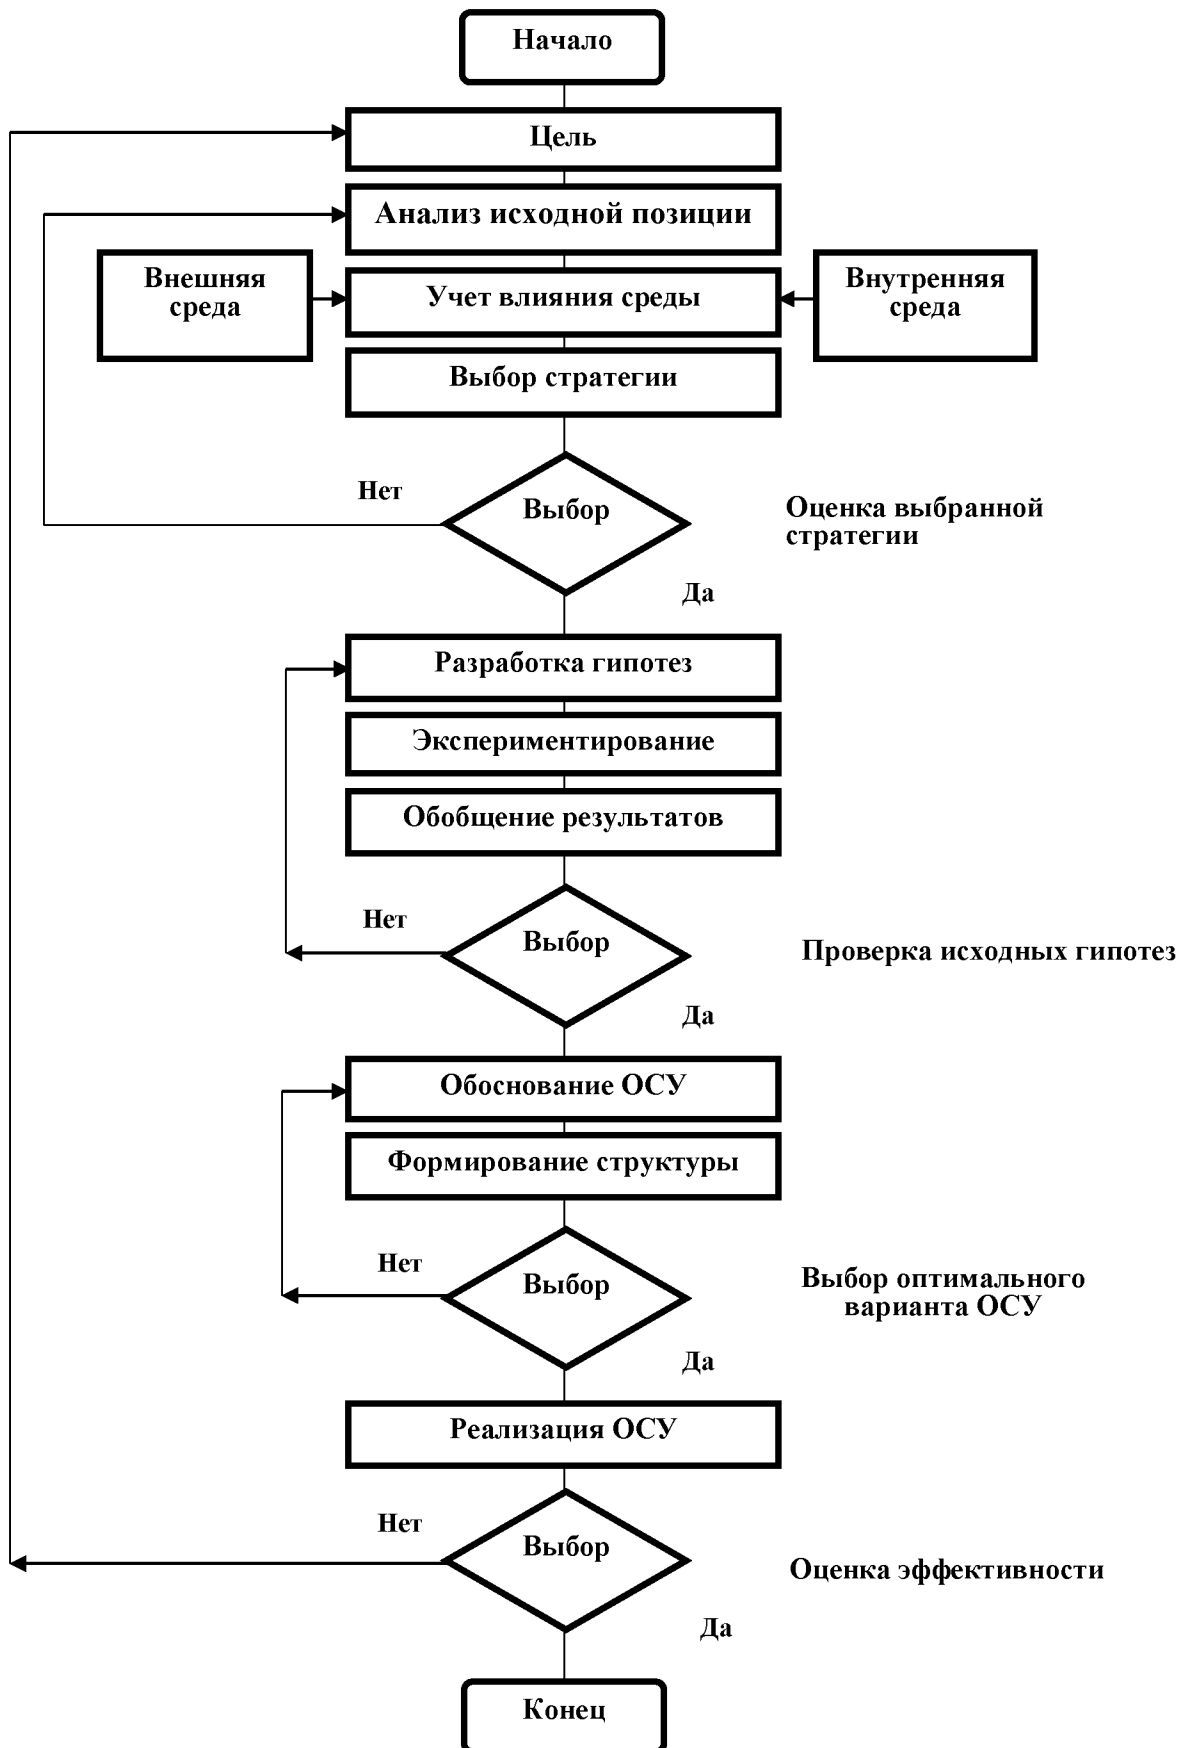 Начало
Цель
Анализ исходной позиции
Внешняя
среда
Учет влияния среды
Внутренняя
среда
Выбор стратегии
Нет
Выбор
Оценка выбранной
стратегии
Да
Разработка гипотез
Экспериментирование
Обобщение результатов
Нет
Выбор
Проверка исходных гипотез
Да
Обоснование ОСУ
Формирование структуры
Нет
Выбор
Выбор оптимального
варианта ОСУ
Да
Реализация ОСУ
Нет
Выбор
Оценка эффективности
Да
Конец